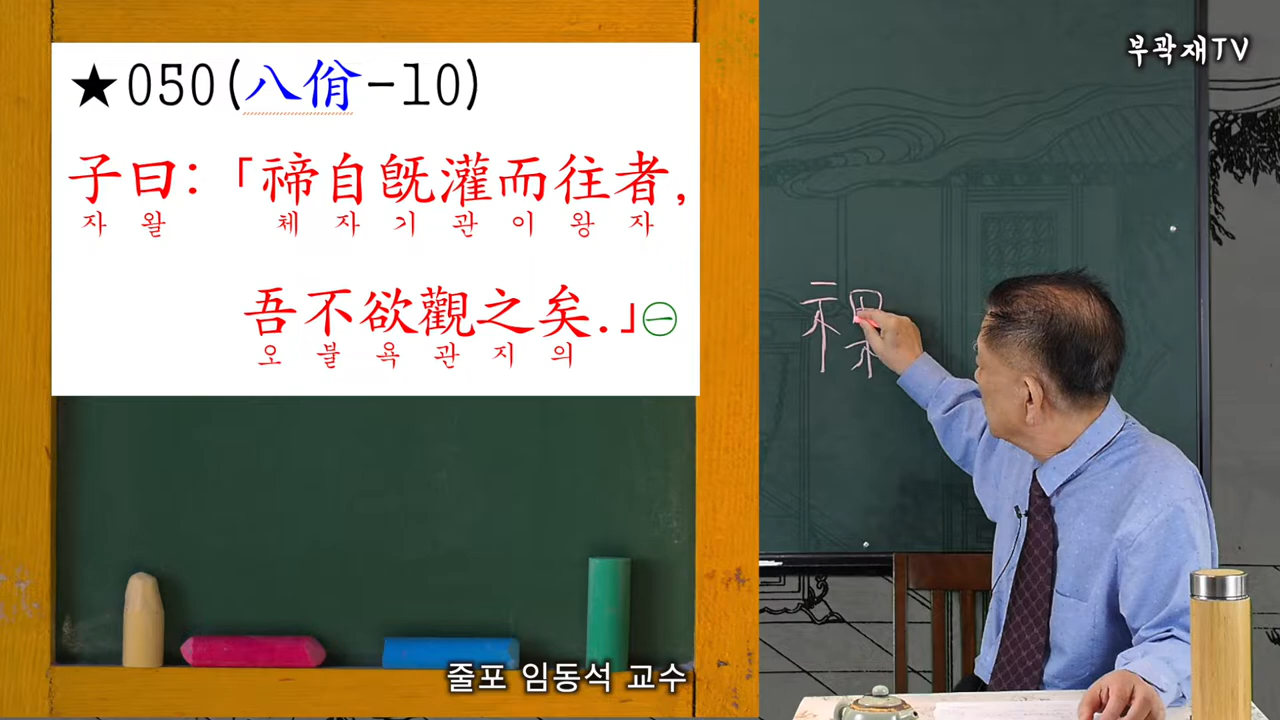 ★050(八佾-10)
子曰:「禘自旣灌而往者,
자 왈 체 자 기 관 이 왕 자
吾不欲觀之矣.」㊀
오 불 욕 관 지 의
줄포 임동석 교수
부곽재TV